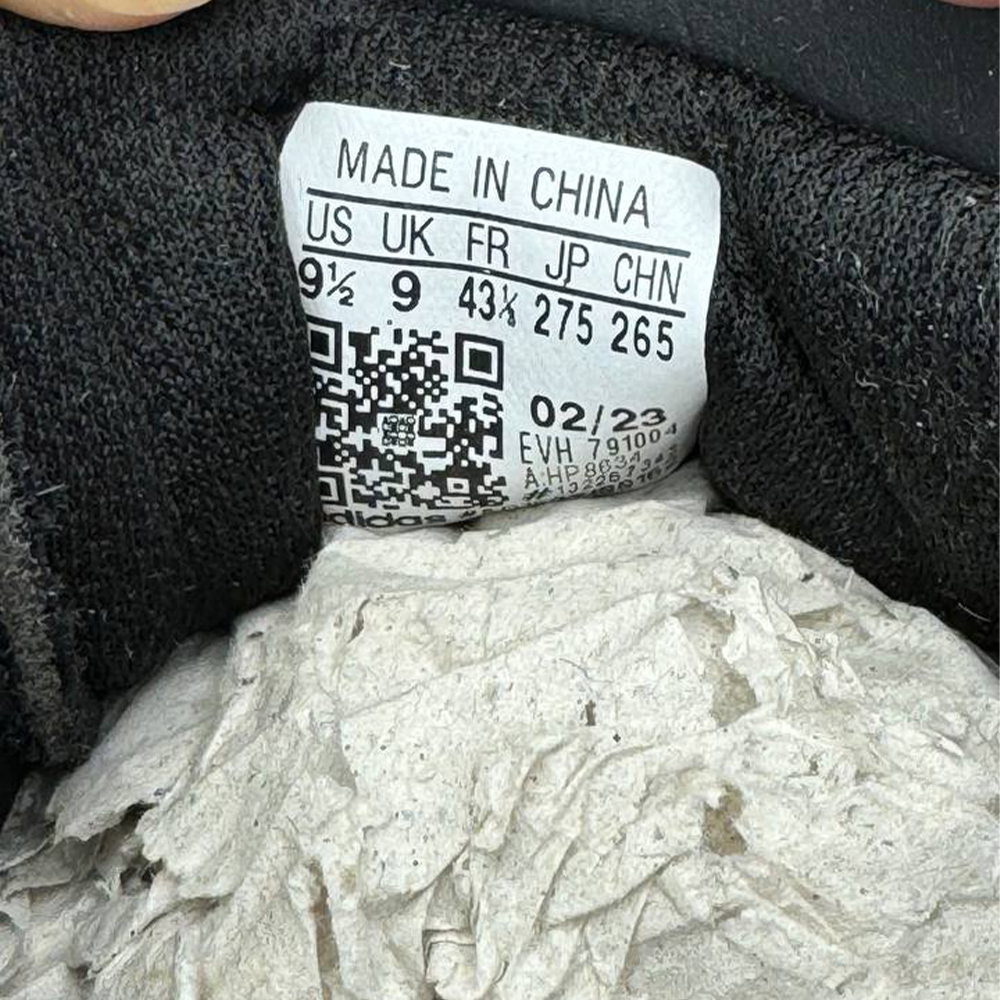 MADE IN CHINA
US UK FR JP CHN
9½ 9 43⅓ 275 265
02/23
EVH 791004
adidas